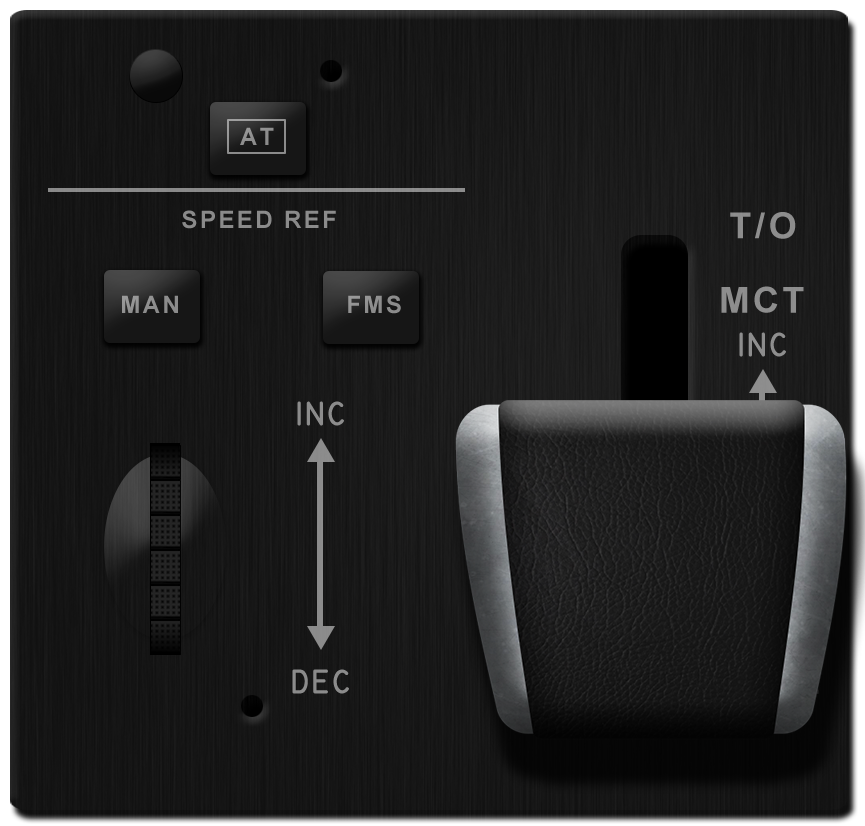 AT
SPEED REF
MAN
FMS
INC
DEC
T/O
MCT
INC